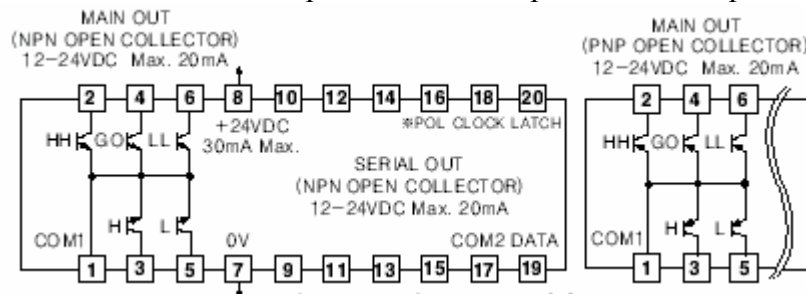 MAIN OUT
(NPN OPEN COLLECTOR)
12-24VDC Max. 20mA
2 4 6 8 10 12 14 16 18 20
+24VDC
30mA Max.
※POL CLOCK LATCH
HH GO LL
SERIAL OUT
(NPN OPEN COLLECTOR)
12-24VDC Max. 20mA
H L
COM1 0V COM2 DATA
1 3 5 7 9 11 13 15 17 19
MAIN OUT
(PNP OPEN COLLECTOR)
12-24VDC Max. 20mA
2 4 6
HH GO LL
H L
COM1
1 3 5